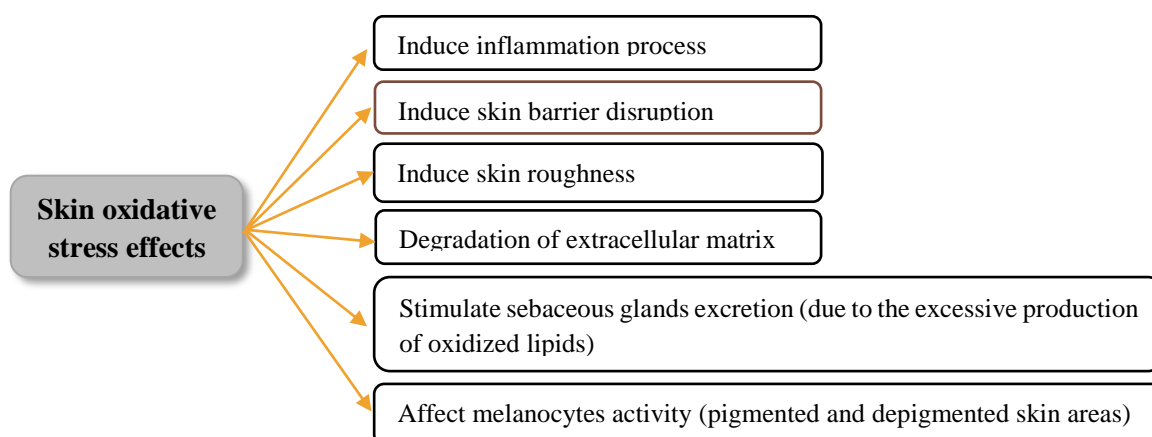 Skin oxidative
stress effects
Induce inflammation process
Induce skin barrier disruption
Induce skin roughness
Degradation of extracellular matrix
Stimulate sebaceous glands excretion (due to the excessive production
of oxidized lipids)
Affect melanocytes activity (pigmented and depigmented skin areas)